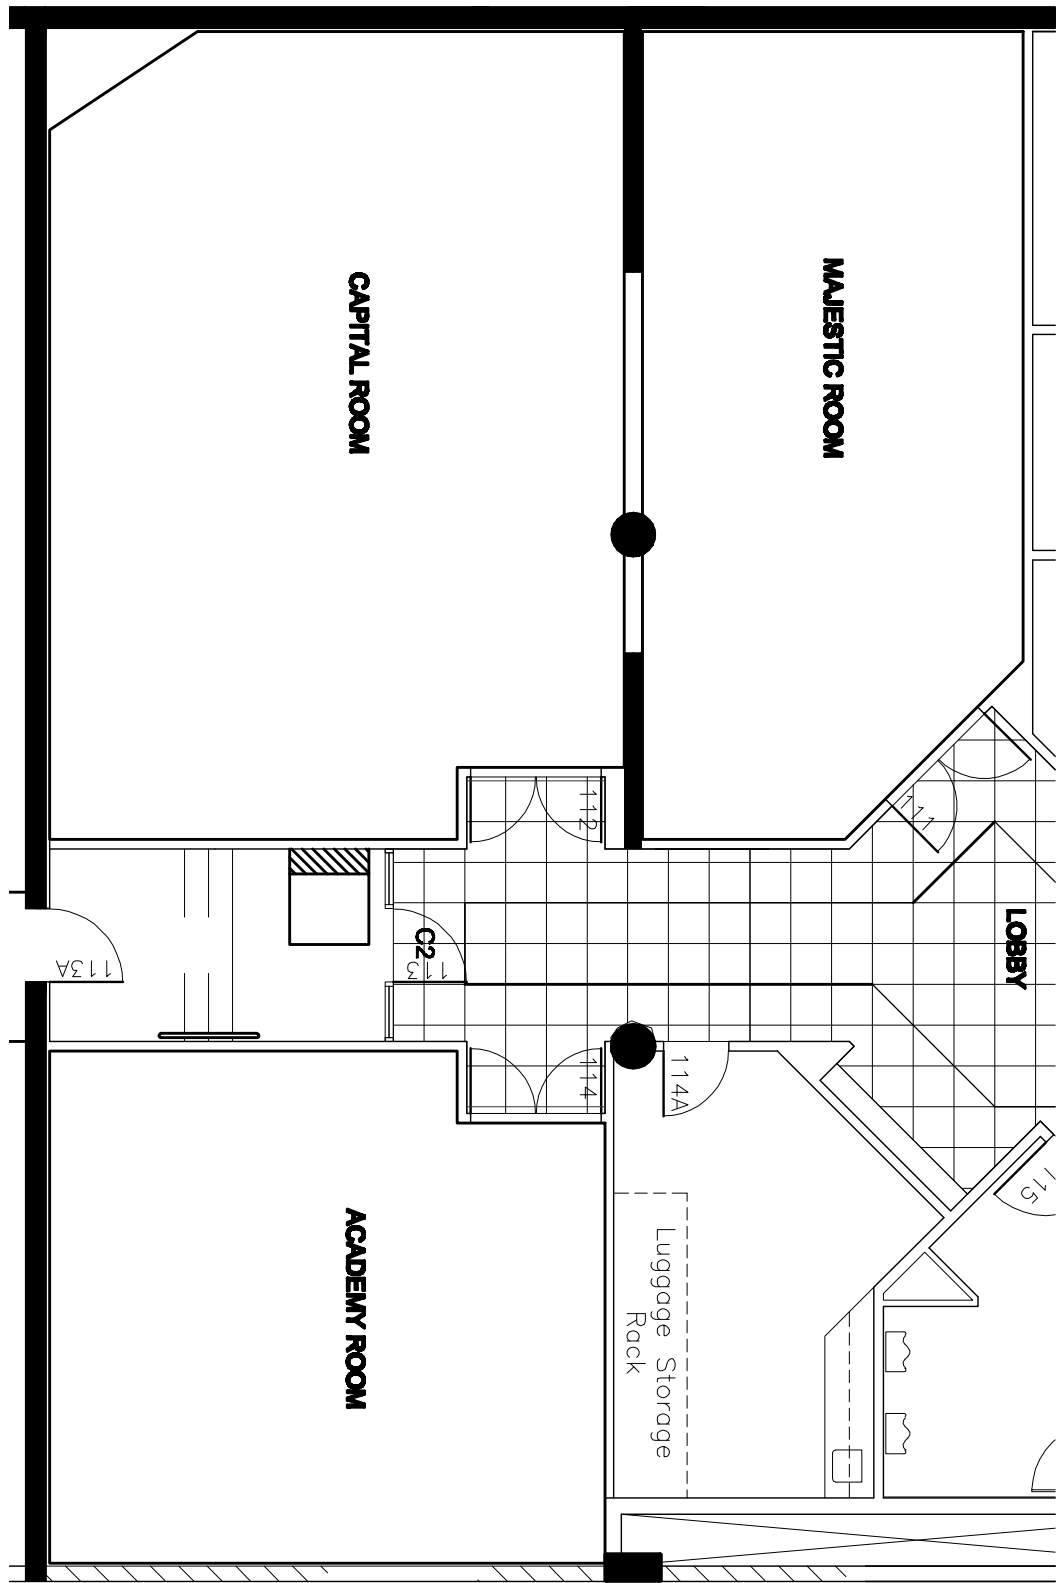 CAPITAL ROOM
MAJESTIC ROOM
112
111
LOBBY
C2
113
113A
114
114A
115
ACADEMY ROOM
Luggage Storage
Rack